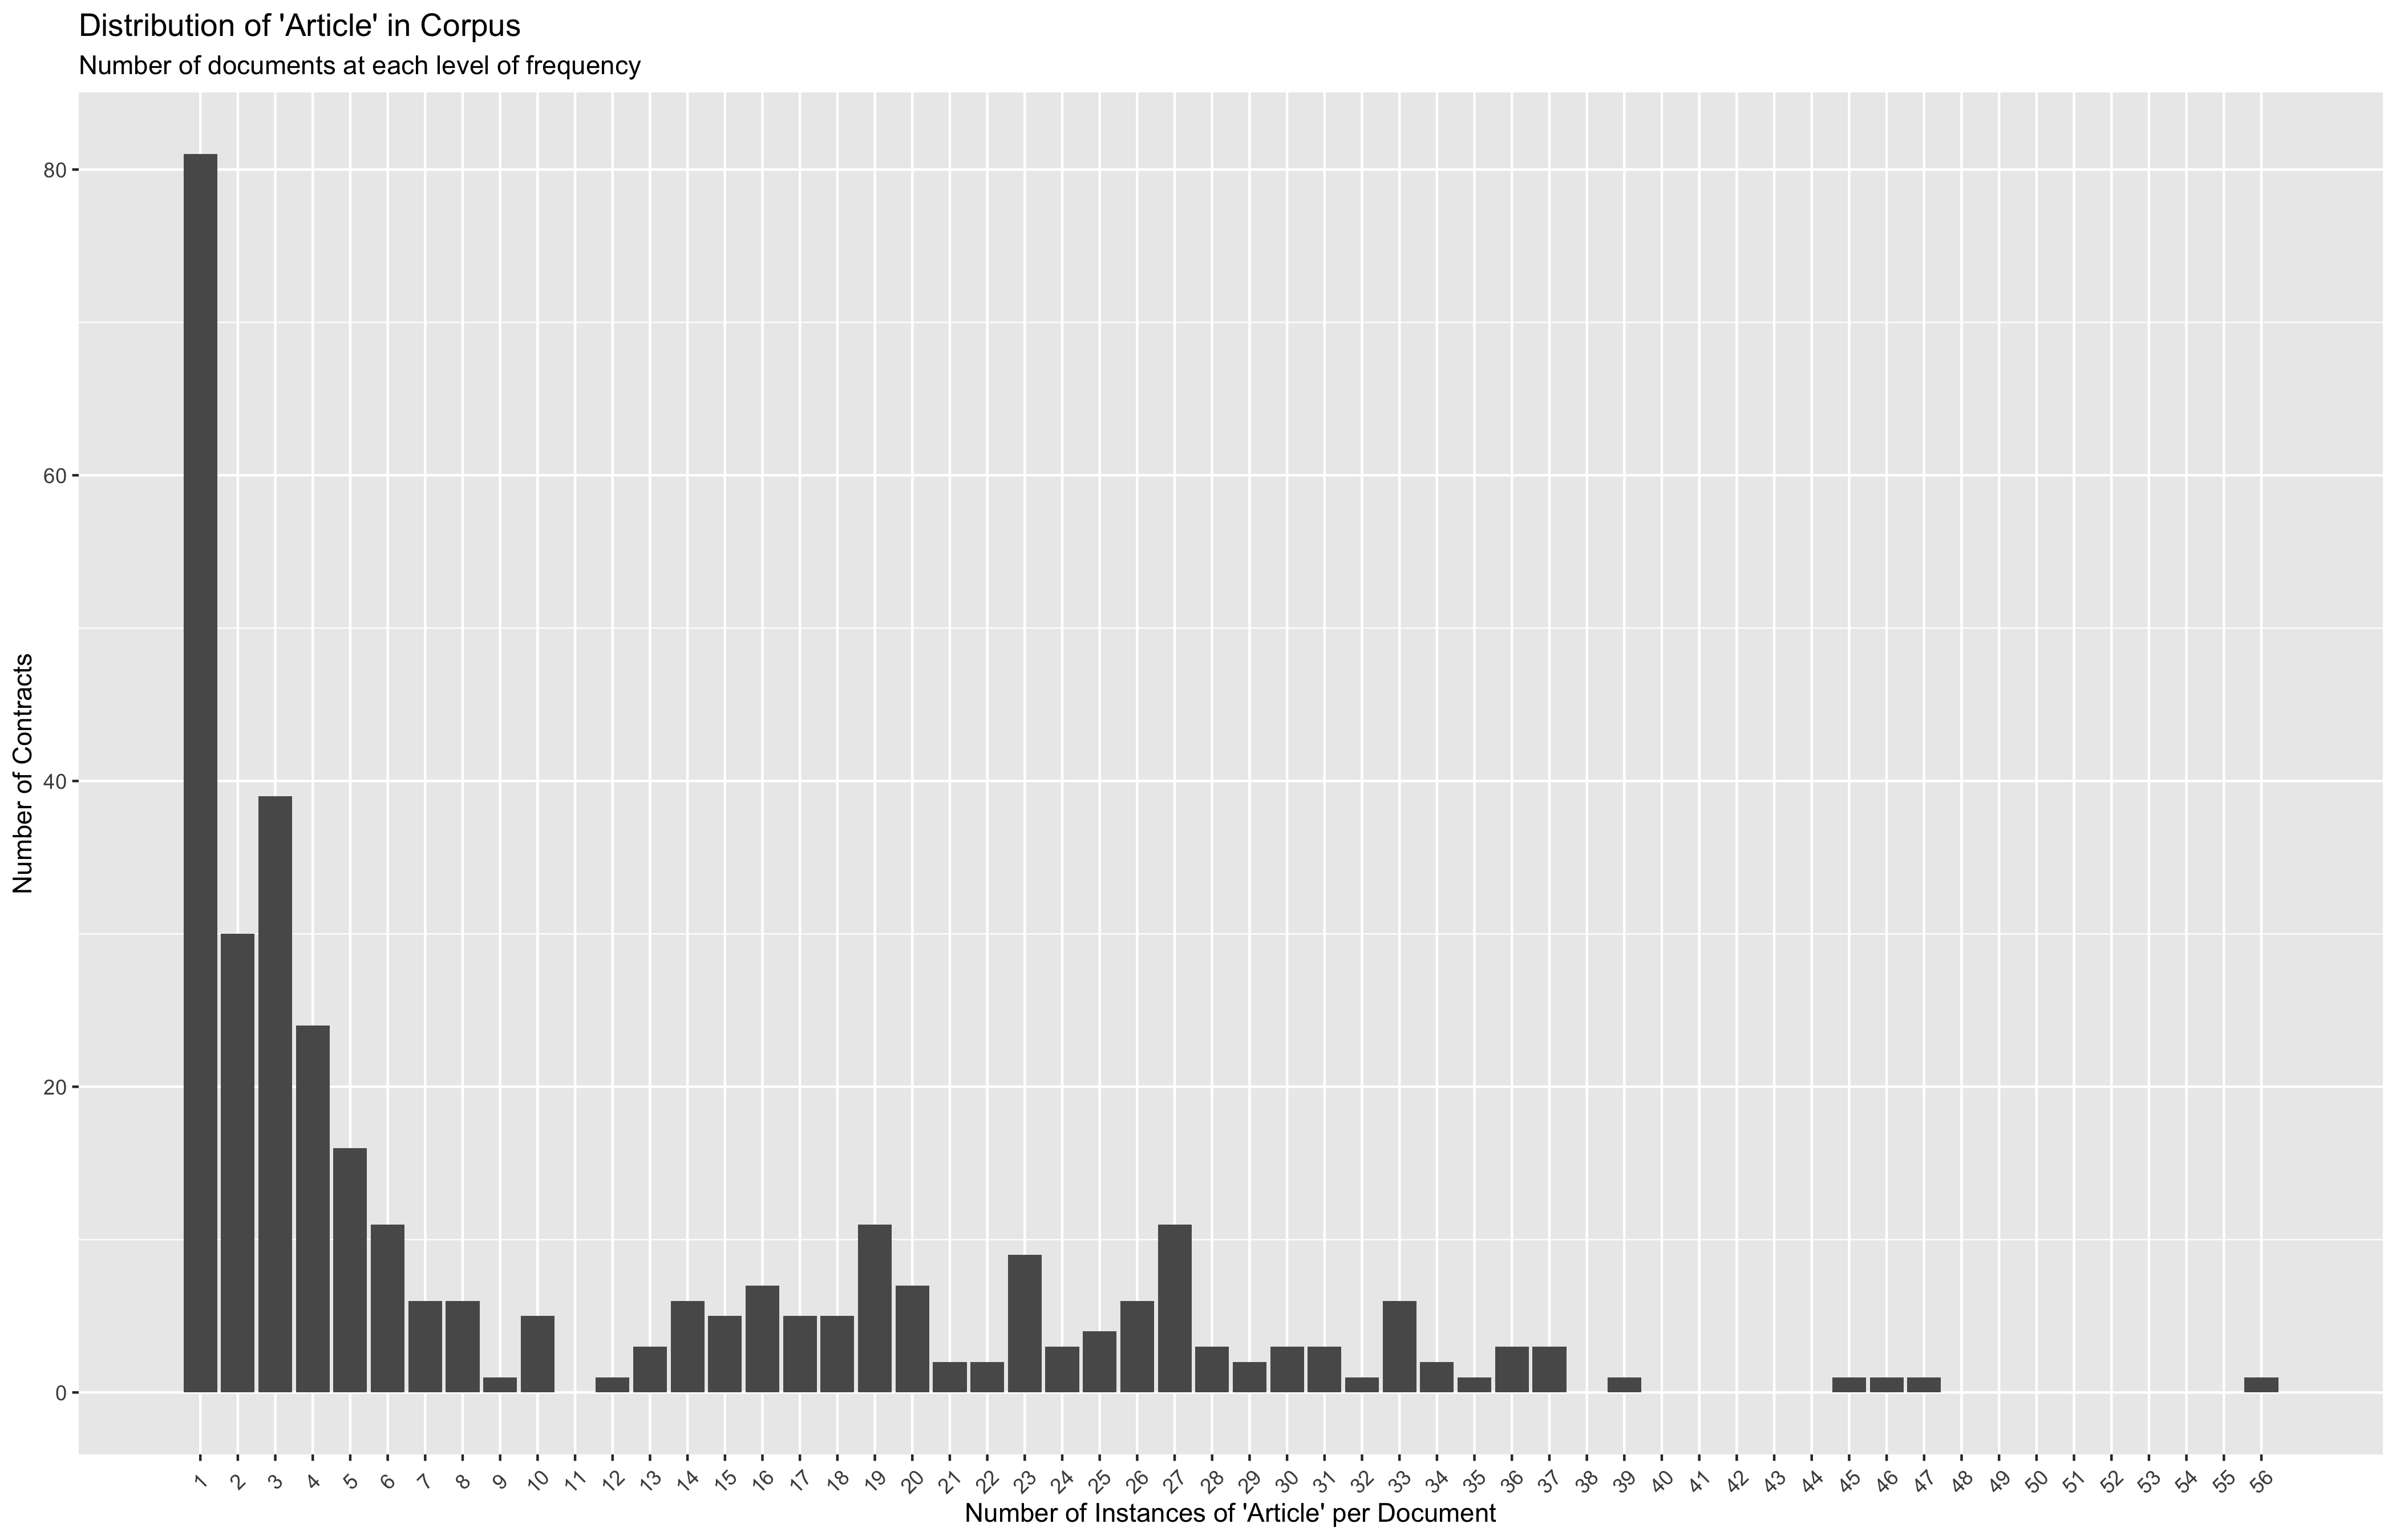 Distribution of 'Article' in Corpus
Number of documents at each level of frequency
Number of Contracts
80
60
40
20
0
1 2 3 4 5 6 7 8 9 10 11 12 13 14 15 16 17 18 19 20 21 22 23 24 25 26 27 28 29 30 31 32 33 34 35 36 37 38 39 40 41 42 43 44 45 46 47 48 49 50 51 52 53 54 55 56
Number of Instances of 'Article' per Document